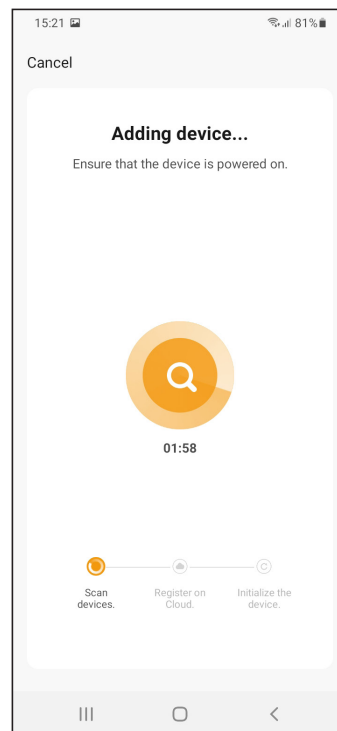 15:21 81%
Cancel
Adding device...
Ensure that the device is powered on.
01:58
Scan devices.
Register on Cloud.
Initialize the device.